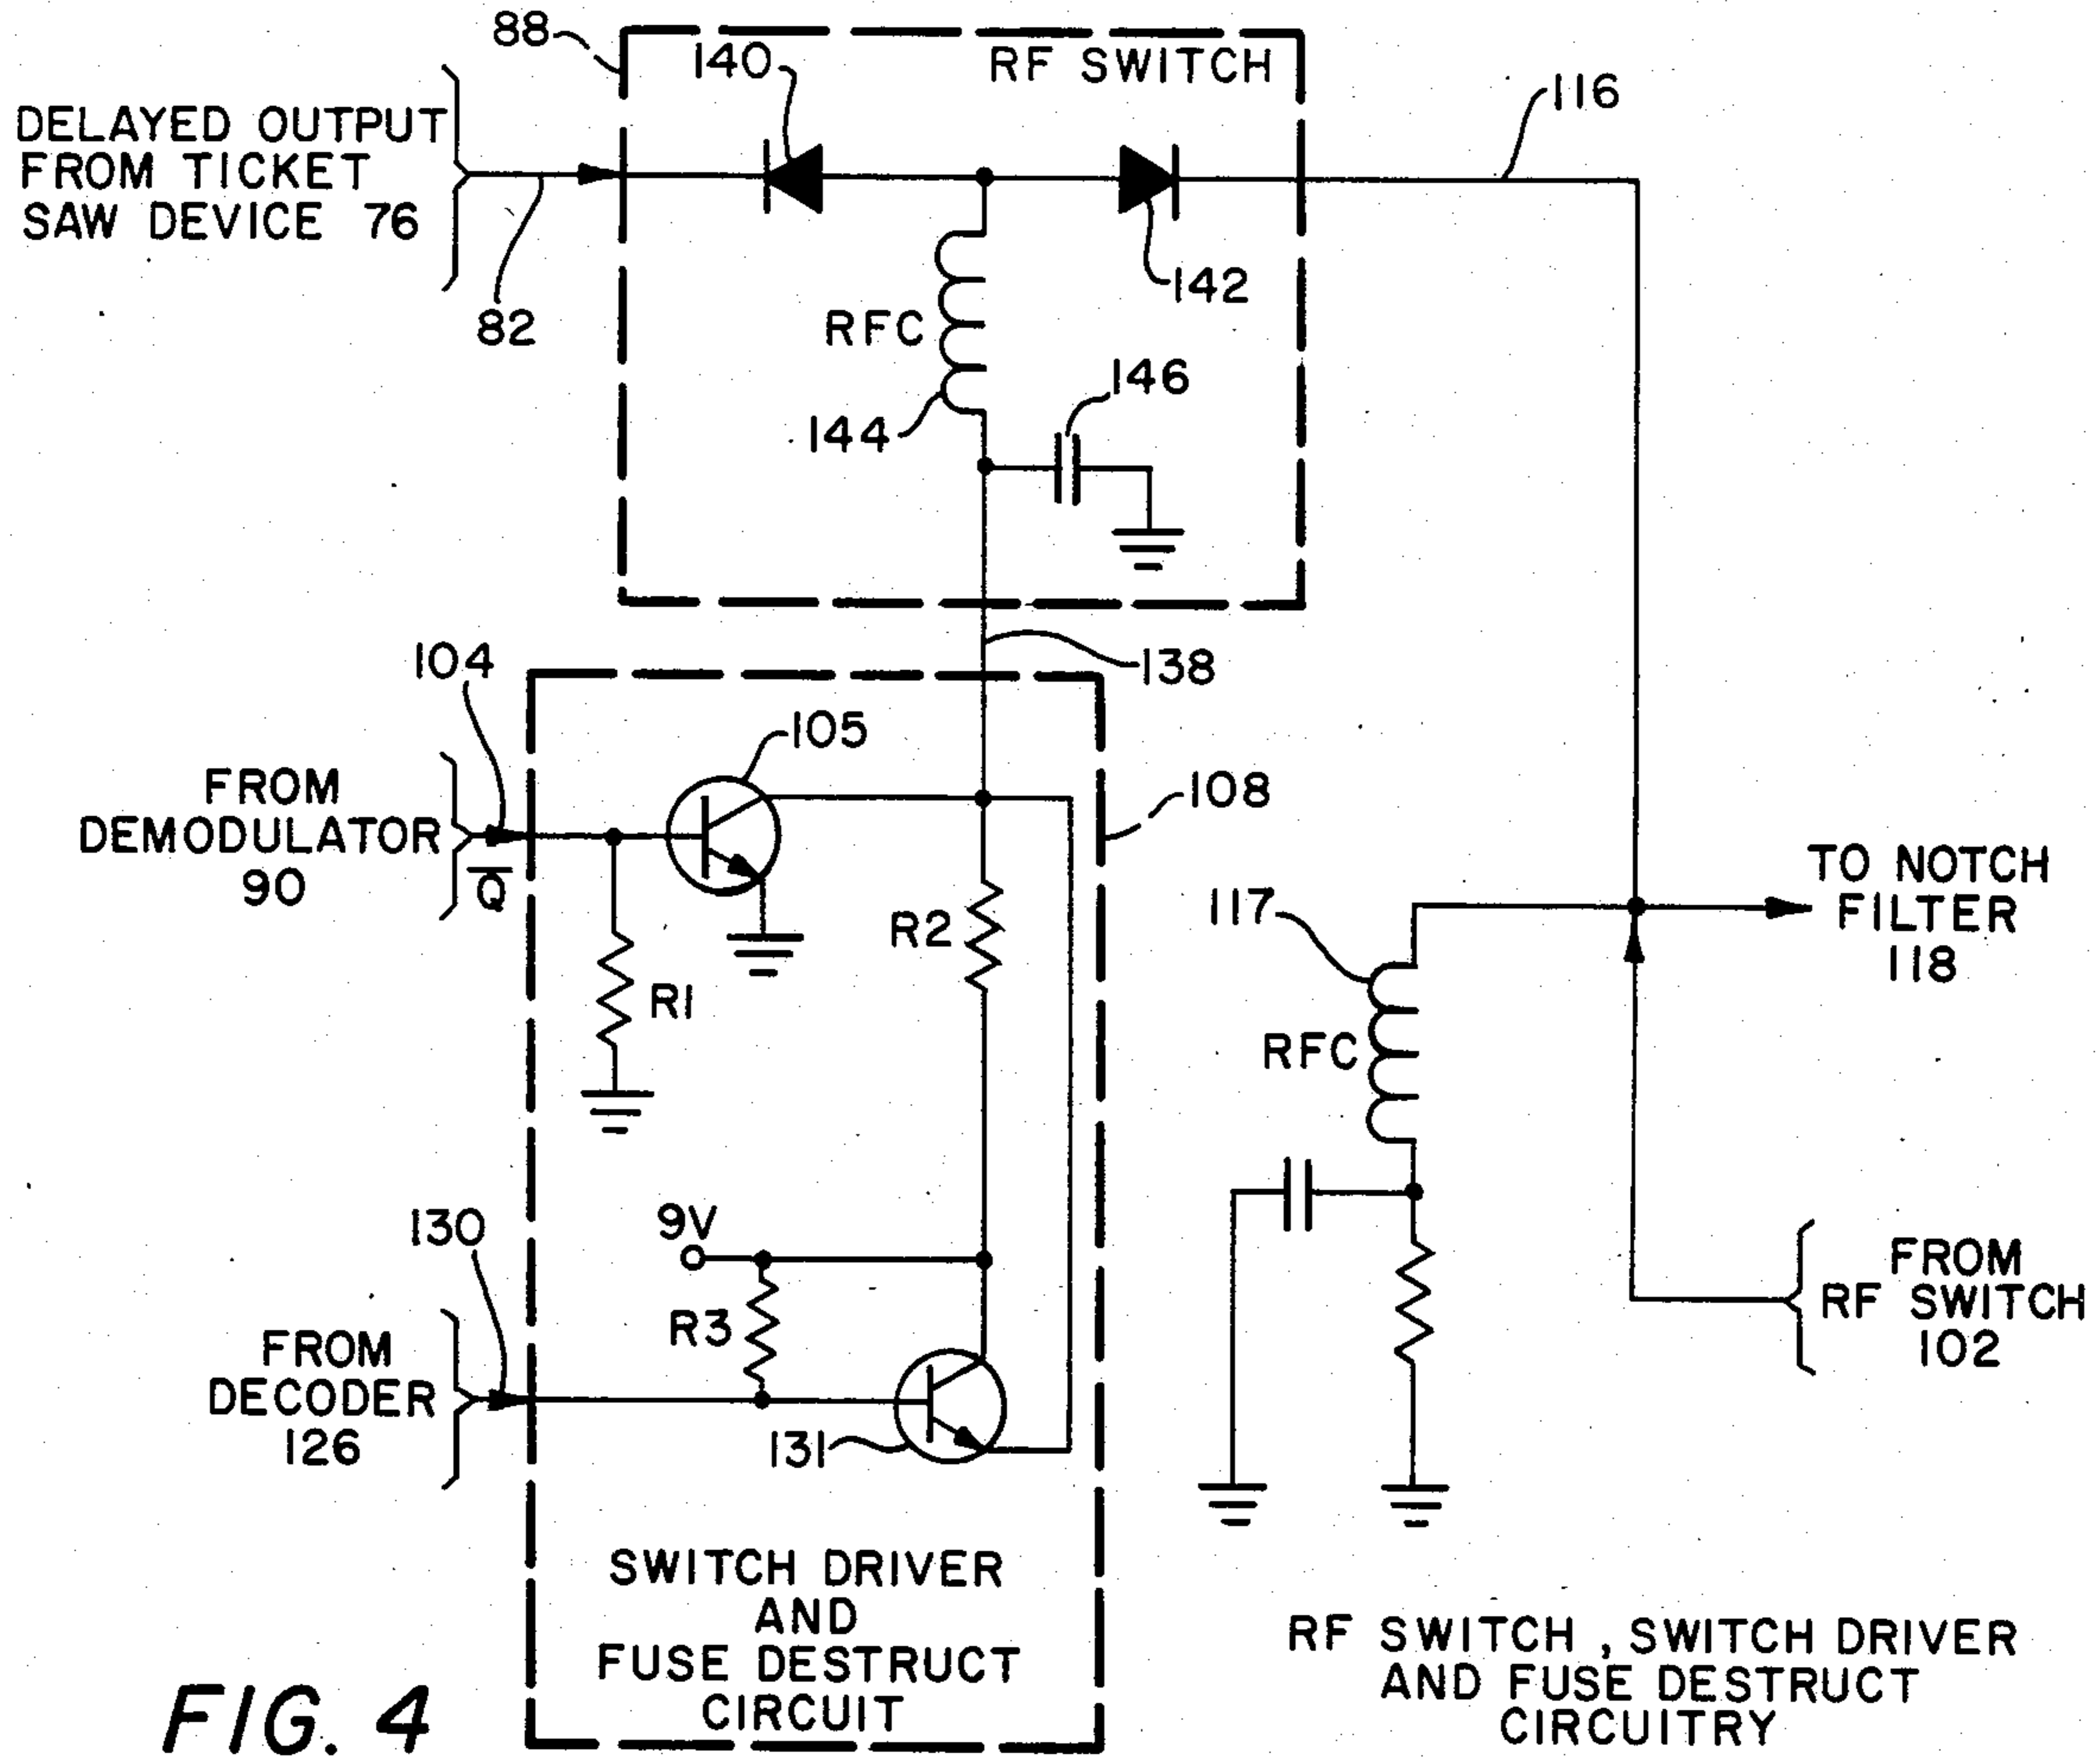 88
140
RF SWITCH
116
DELAYED OUTPUT
FROM TICKET
SAW DEVICE 76
82
142
RFC
144
146
138
104
105
108
FROM
DEMODULATOR
90
Q̅
R1
R2
117
TO NOTCH
FILTER
118
RFC
9V
130
R3
FROM
DECODER
126
131
FROM
RF SWITCH
102
SWITCH DRIVER
AND
FUSE DESTRUCT
CIRCUIT
RF SWITCH , SWITCH DRIVER
AND FUSE DESTRUCT
CIRCUITRY
FIG. 4